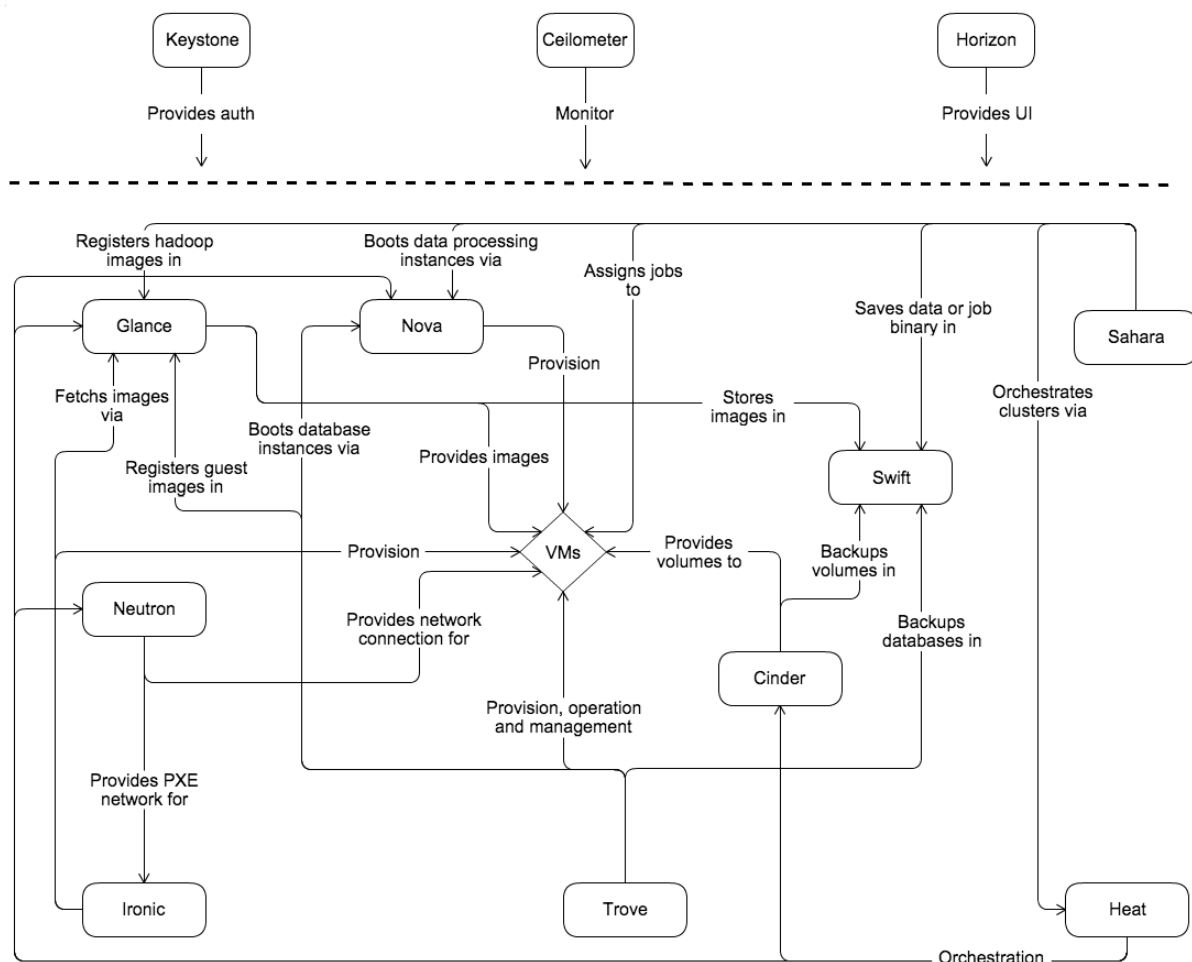 Keystone
Ceilometer
Horizon
Provides auth
Monitor
Provides UI
Registers hadoop
images in
Boots data processing
instances via
Assigns jobs
to
Glance
Nova
Saves data or job
binary in
Sahara
Provision
Fetchs images
via
Stores
images in
Orchestrates
clusters via
Boots database
instances via
Registers guest
images in
Provides images
Swift
Provision
VMs
Provides
volumes to
Backups
volumes in
Neutron
Provides network
connection for
Backups
databases in
Cinder
Provision, operation
and management
Provides PXE
network for
Ironic
Trove
Heat
Orchestration